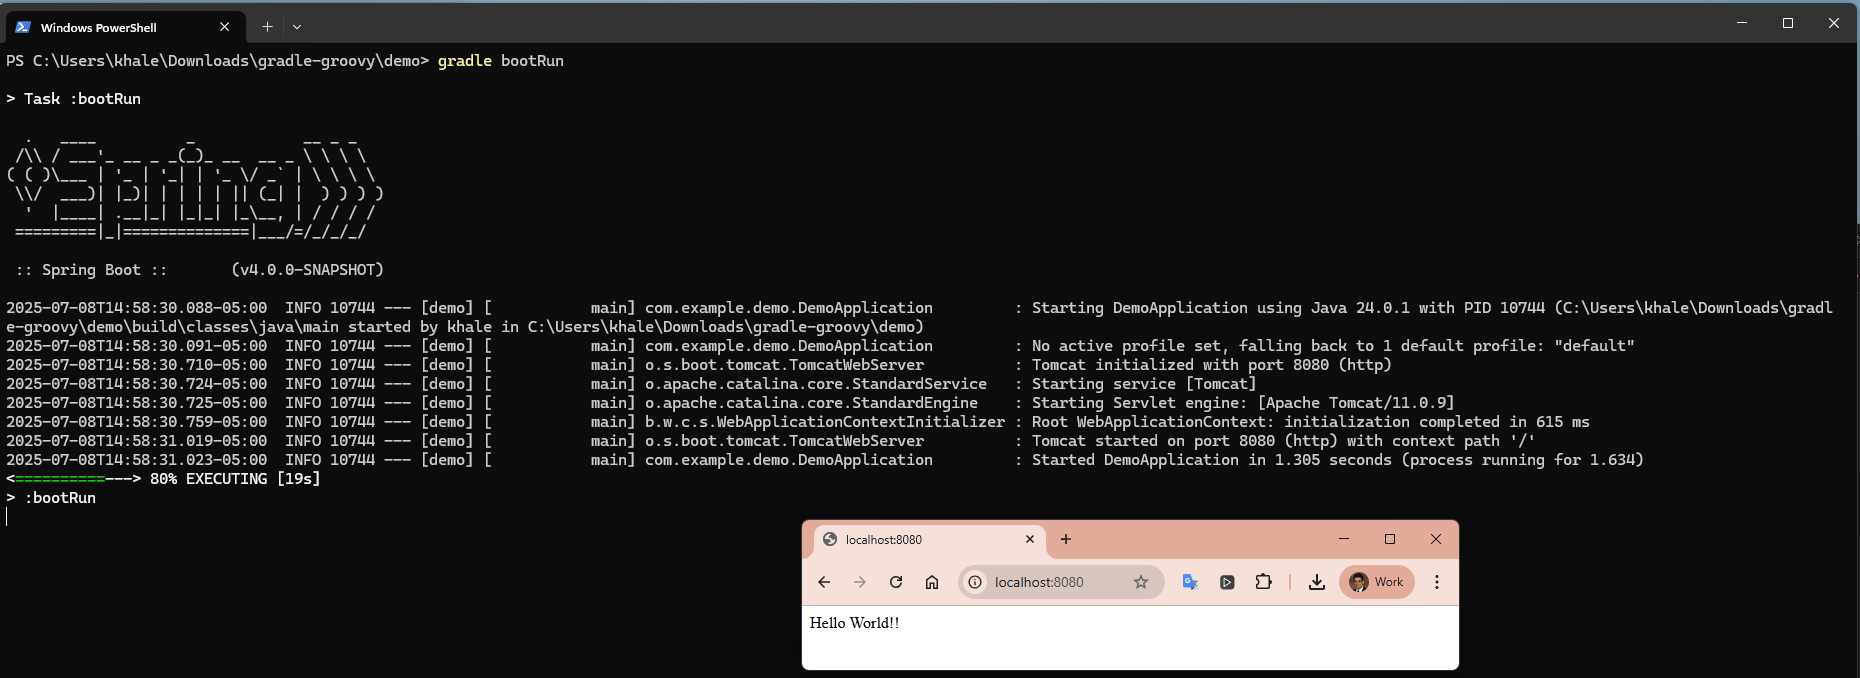 Windows PowerShell
PS C:\Users\khale\Downloads\gradle-groovy\demo> gradle bootRun
> Task :bootRun
  .   ____          _            __ _ _
 /\\ / ___'_ __ _ _(_)_ __  __ _ \ \ \ \
( ( )\___ | '_ | '_| | '_ \/ _` | \ \ \ \
 \\/  ___)| |_)| | | | | || (_| |  ) ) ) )
  '  |____| .__|_| |_|_| |_\__, | / / / /
 =========|_|==============|___/=/_/_/_/
 :: Spring Boot ::       (v4.0.0-SNAPSHOT)
2025-07-08T14:58:30.088-05:00  INFO 10744 --- [demo] [           main] com.example.demo.DemoApplication         : Starting DemoApplication using Java 24.0.1 with PID 10744 (C:\Users\khale\Downloads\gradl
e-groovy\demo\build\classes\java\main started by khale in C:\Users\khale\Downloads\gradle-groovy\demo)
2025-07-08T14:58:30.091-05:00  INFO 10744 --- [demo] [           main] com.example.demo.DemoApplication         : No active profile set, falling back to 1 default profile: "default"
2025-07-08T14:58:30.710-05:00  INFO 10744 --- [demo] [           main] o.s.boot.tomcat.TomcatWebServer          : Tomcat initialized with port 8080 (http)
2025-07-08T14:58:30.724-05:00  INFO 10744 --- [demo] [           main] o.apache.catalina.core.StandardService   : Starting service [Tomcat]
2025-07-08T14:58:30.725-05:00  INFO 10744 --- [demo] [           main] o.apache.catalina.core.StandardEngine    : Starting Servlet engine: [Apache Tomcat/11.0.9]
2025-07-08T14:58:30.759-05:00  INFO 10744 --- [demo] [           main] b.w.c.s.WebApplicationContextInitializer : Root WebApplicationContext: initialization completed in 615 ms
2025-07-08T14:58:31.019-05:00  INFO 10744 --- [demo] [           main] o.s.boot.tomcat.TomcatWebServer          : Tomcat started on port 8080 (http) with context path '/'
2025-07-08T14:58:31.023-05:00  INFO 10744 --- [demo] [           main] com.example.demo.DemoApplication         : Started DemoApplication in 1.305 seconds (process running for 1.634)
<==========---> 80% EXECUTING [19s]
> :bootRun
localhost:8080
localhost:8080 Work
Hello World!!